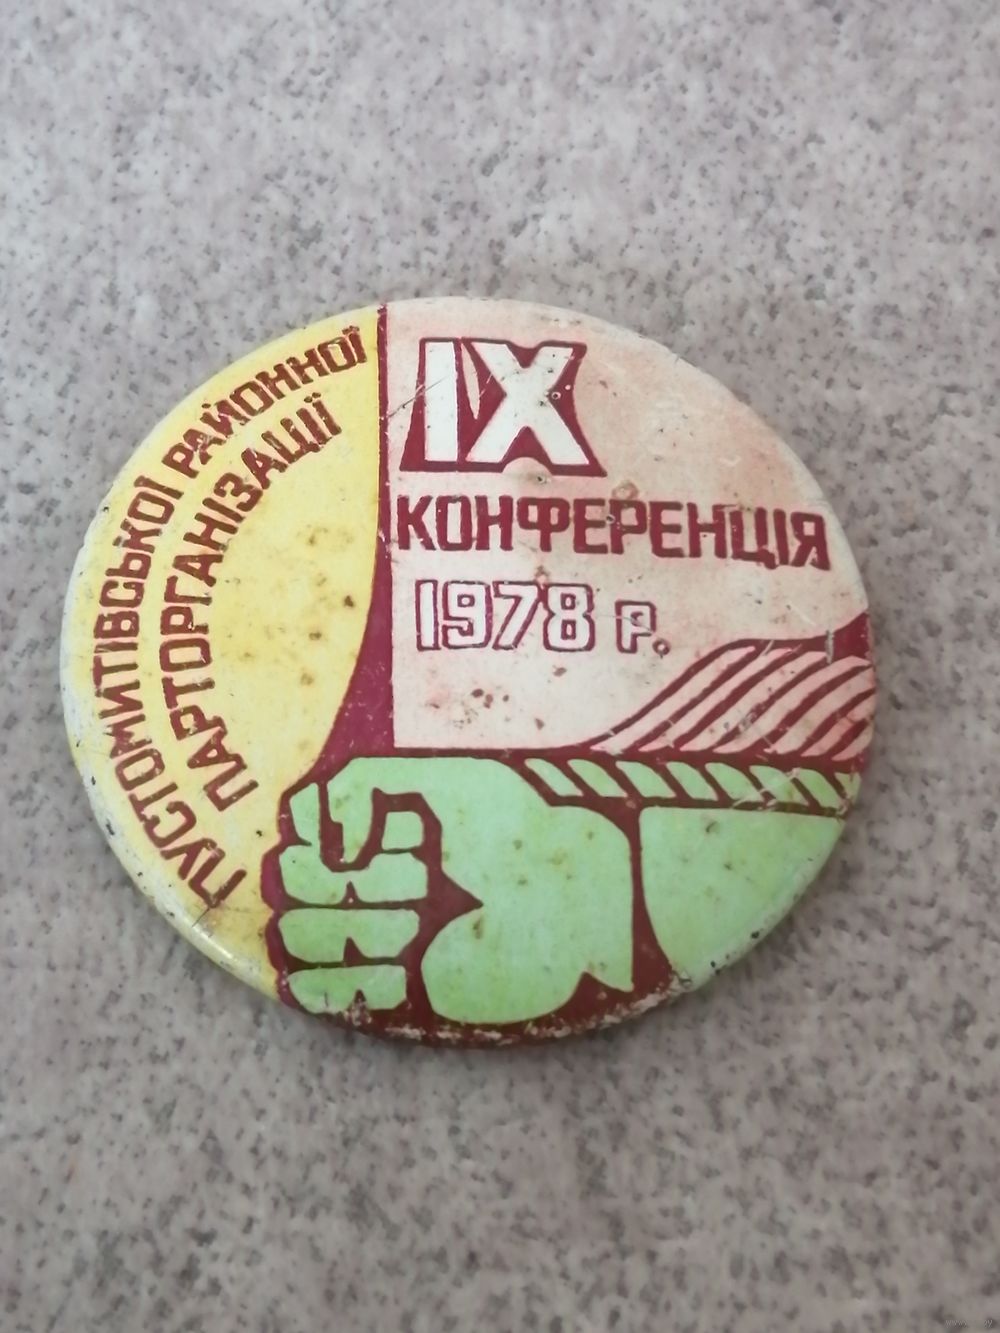 IX
КОНФЕРЕНЦІЯ
1978 Р.
ПУСТОМИТІВСЬКОЇ РАЙОННОЇ
ПАРТОРГАНІЗАЦІЇ